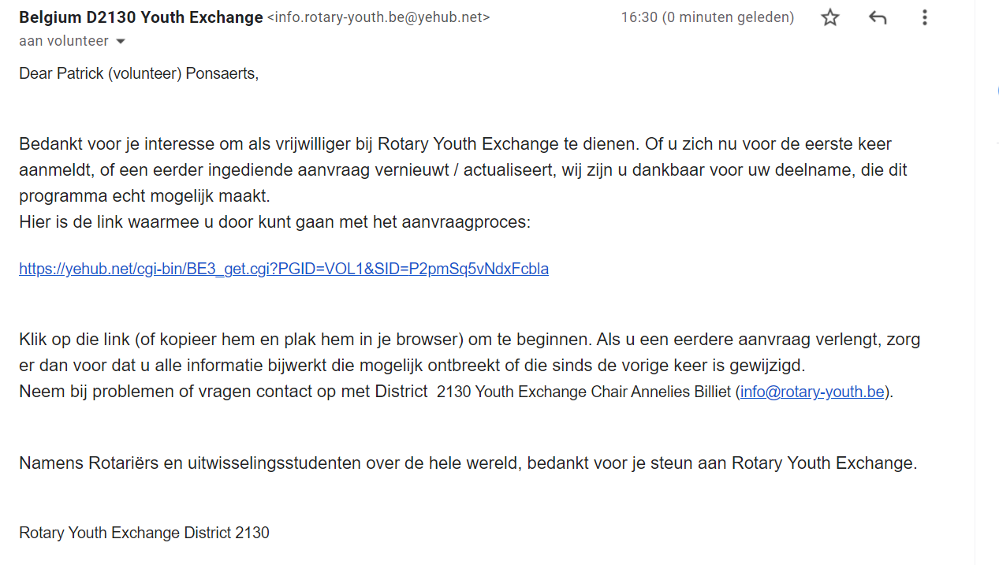 Belgium D2130 Youth Exchange <info.rotary-youth.be@yehub.net> 16:30 (0 minuten geleden)
aan volunteer
Dear Patrick (volunteer) Ponsaerts,
Bedankt voor je interesse om als vrijwilliger bij Rotary Youth Exchange te dienen. Of u zich nu voor de eerste keer
aanmeldt, of een eerder ingediende aanvraag vernieuwt / actualiseert, wij zijn u dankbaar voor uw deelname, die dit
programma echt mogelijk maakt.
Hier is de link waarmee u door kunt gaan met het aanvraagproces:
https://yehub.net/cgi-bin/BE3_get.cgi?PGID=VOL1&SID=P2pmSq5vNdxFcbla
Klik op die link (of kopieer hem en plak hem in je browser) om te beginnen. Als u een eerdere aanvraag verlengt, zorg
er dan voor dat u alle informatie bijwerkt die mogelijk ontbreekt of die sinds de vorige keer is gewijzigd.
Neem bij problemen of vragen contact op met District  2130 Youth Exchange Chair Annelies Billiet (info@rotary-youth.be).
Namens Rotariërs en uitwisselingsstudenten over de hele wereld, bedankt voor je steun aan Rotary Youth Exchange.
Rotary Youth Exchange District 2130